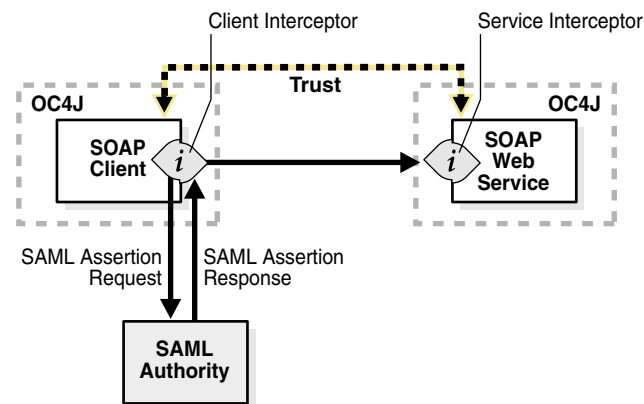 Client Interceptor
Service Interceptor
Trust
OC4J
OC4J
SOAP
Client
i
i
SOAP
Web
Service
SAML Assertion
Request
SAML Assertion
Response
SAML
Authority